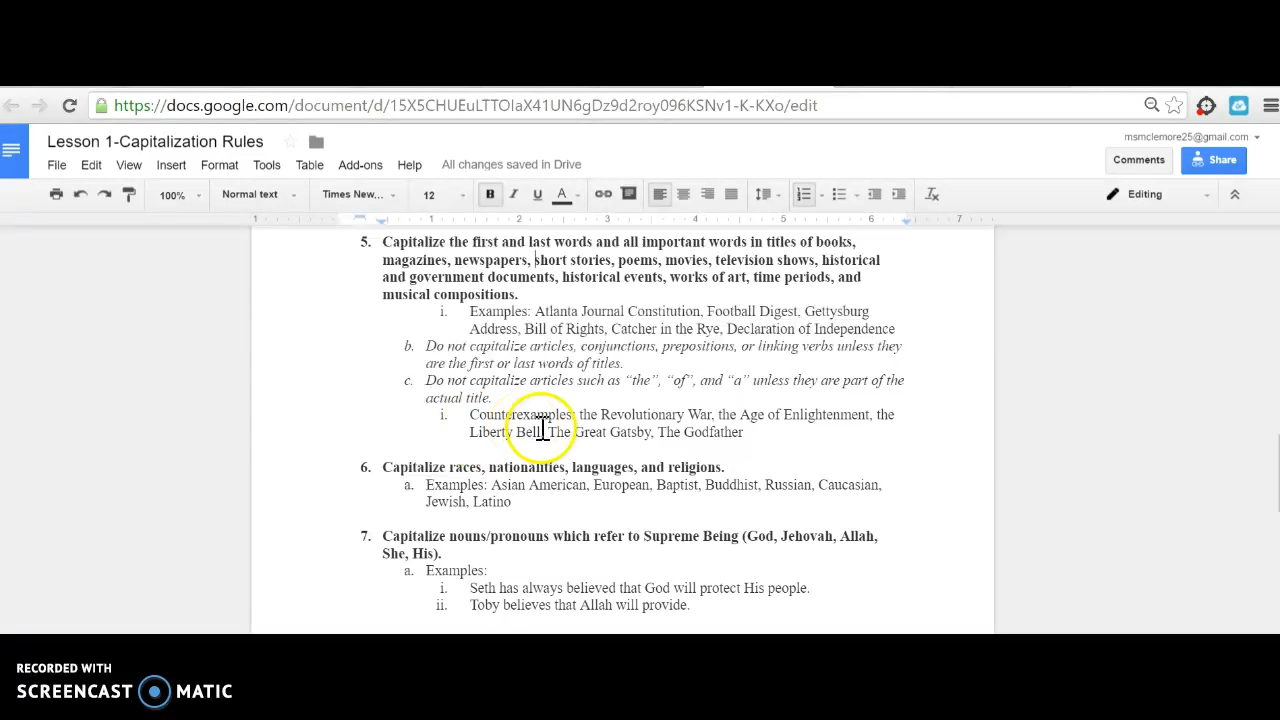 https://docs.google.com/document/d/15X5CHUEuLTTOIaX41UN6gDz9d2roy096KSNv1-K-KXo/edit
Lesson 1-Capitalization Rules
msmclemore25@gmail.com
File Edit View Insert Format Tools Table Add-ons Help All changes saved in Drive
Comments Share
100% Normal text Times New... 12 B I U A Editing
1 1 2 3 4 5 6 7
5. Capitalize the first and last words and all important words in titles of books,
magazines, newspapers, short stories, poems, movies, television shows, historical
and government documents, historical events, works of art, time periods, and
musical compositions.
i. Examples: Atlanta Journal Constitution, Football Digest, Gettysburg
Address, Bill of Rights, Catcher in the Rye, Declaration of Independence
b. Do not capitalize articles, conjunctions, prepositions, or linking verbs unless they
are the first or last words of titles.
c. Do not capitalize articles such as “the”, “of”, and “a” unless they are part of the
actual title.
i. Counterexamples: the Revolutionary War, the Age of Enlightenment, the
Liberty Bell, The Great Gatsby, The Godfather
6. Capitalize races, nationalities, languages, and religions.
a. Examples: Asian American, European, Baptist, Buddhist, Russian, Caucasian,
Jewish, Latino
7. Capitalize nouns/pronouns which refer to Supreme Being (God, Jehovah, Allah,
She, His).
a. Examples:
i. Seth has always believed that God will protect His people.
ii. Toby believes that Allah will provide.
RECORDED WITH
SCREENCAST MATIC